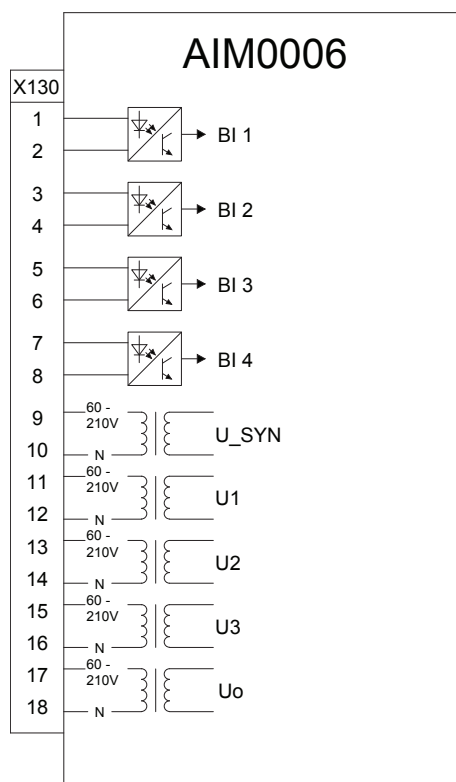 AIM0006
X130
1
2
BI 1
3
4
BI 2
5
6
BI 3
7
8
BI 4
9
60 -
210V
10
N
U_SYN
11
60 -
210V
12
N
U1
13
60 -
210V
14
N
U2
15
60 -
210V
16
N
U3
17
60 -
210V
18
N
Uo